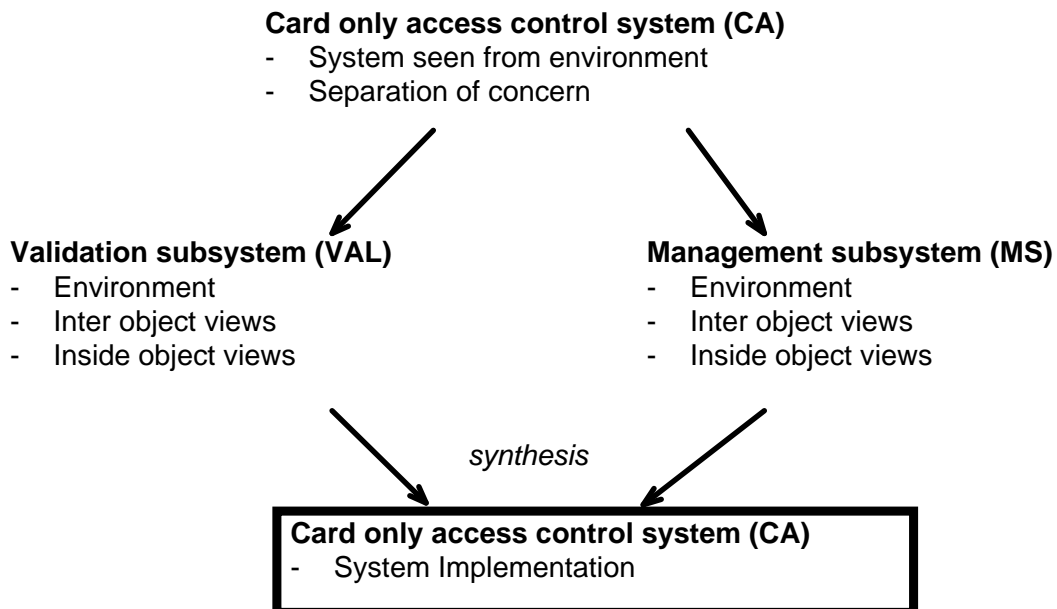 Card only access control system (CA)
- System seen from environment
- Separation of concern
Validation subsystem (VAL)
- Environment
- Inter object views
- Inside object views
Management subsystem (MS)
- Environment
- Inter object views
- Inside object views
synthesis
Card only access control system (CA)
- System Implementation